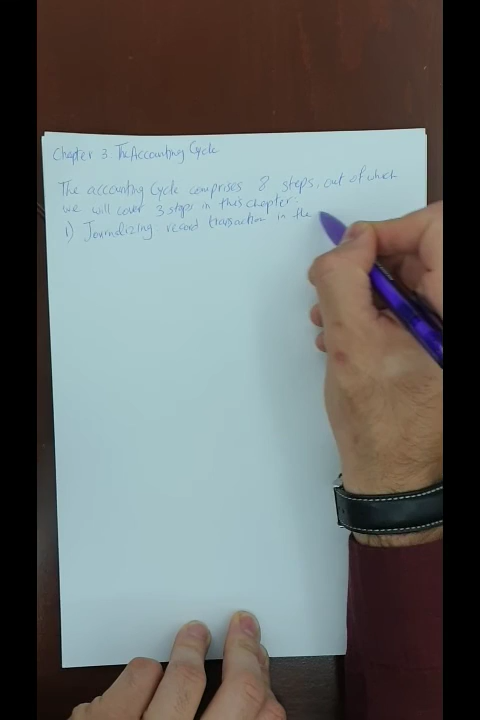 Chapter 3. The Accounting Cycle
The accounting Cycle comprises 8 steps, out of which
we will cover 3 steps in this chapter:
1) Journalizing record transaction in the